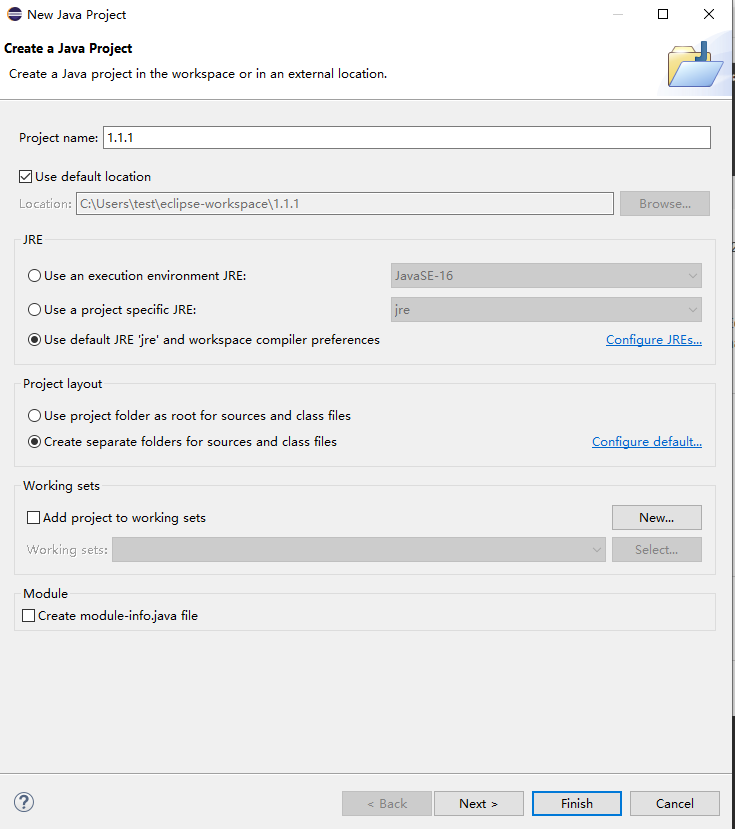 New Java Project
Create a Java Project
Create a Java project in the workspace or in an external location.
Project name: 1.1.1
Use default location
Location: C:\Users\test\eclipse-workspace\1.1.1 Browse...
JRE
Use an execution environment JRE: JavaSE-16
Use a project specific JRE: jre
Use default JRE 'jre' and workspace compiler preferences Configure JREs...
Project layout
Use project folder as root for sources and class files
Create separate folders for sources and class files Configure default...
Working sets
Add project to working sets New...
Working sets: Select...
Module
Create module-info.java file
? < Back Next > Finish Cancel